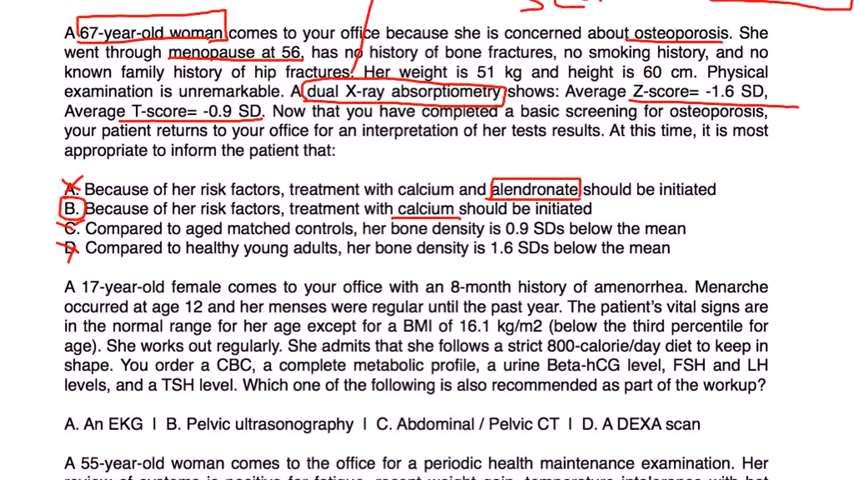 A 67-year-old woman comes to your office because she is concerned about osteoporosis. She
went through menopause at 56, has no history of bone fractures, no smoking history, and no
known family history of hip fractures. Her weight is 51 kg and height is 60 cm. Physical
examination is unremarkable. A dual X-ray absorptiometry shows: Average Z-score= -1.6 SD,
Average T-score= -0.9 SD. Now that you have completed a basic screening for osteoporosis,
your patient returns to your office for an interpretation of her tests results. At this time, it is most
appropriate to inform the patient that:
A. Because of her risk factors, treatment with calcium and alendronate should be initiated
B. Because of her risk factors, treatment with calcium should be initiated
C. Compared to aged matched controls, her bone density is 0.9 SDs below the mean
D. Compared to healthy young adults, her bone density is 1.6 SDs below the mean
A 17-year-old female comes to your office with an 8-month history of amenorrhea. Menarche
occurred at age 12 and her menses were regular until the past year. The patient's vital signs are
in the normal range for her age except for a BMI of 16.1 kg/m2 (below the third percentile for
age). She works out regularly. She admits that she follows a strict 800-calorie/day diet to keep in
shape. You order a CBC, a complete metabolic profile, a urine Beta-hCG level, FSH and LH
levels, and a TSH level. Which one of the following is also recommended as part of the workup?
A. An EKG I B. Pelvic ultrasonography I C. Abdominal / Pelvic CT I D. A DEXA scan
A 55-year-old woman comes to the office for a periodic health maintenance examination. Her